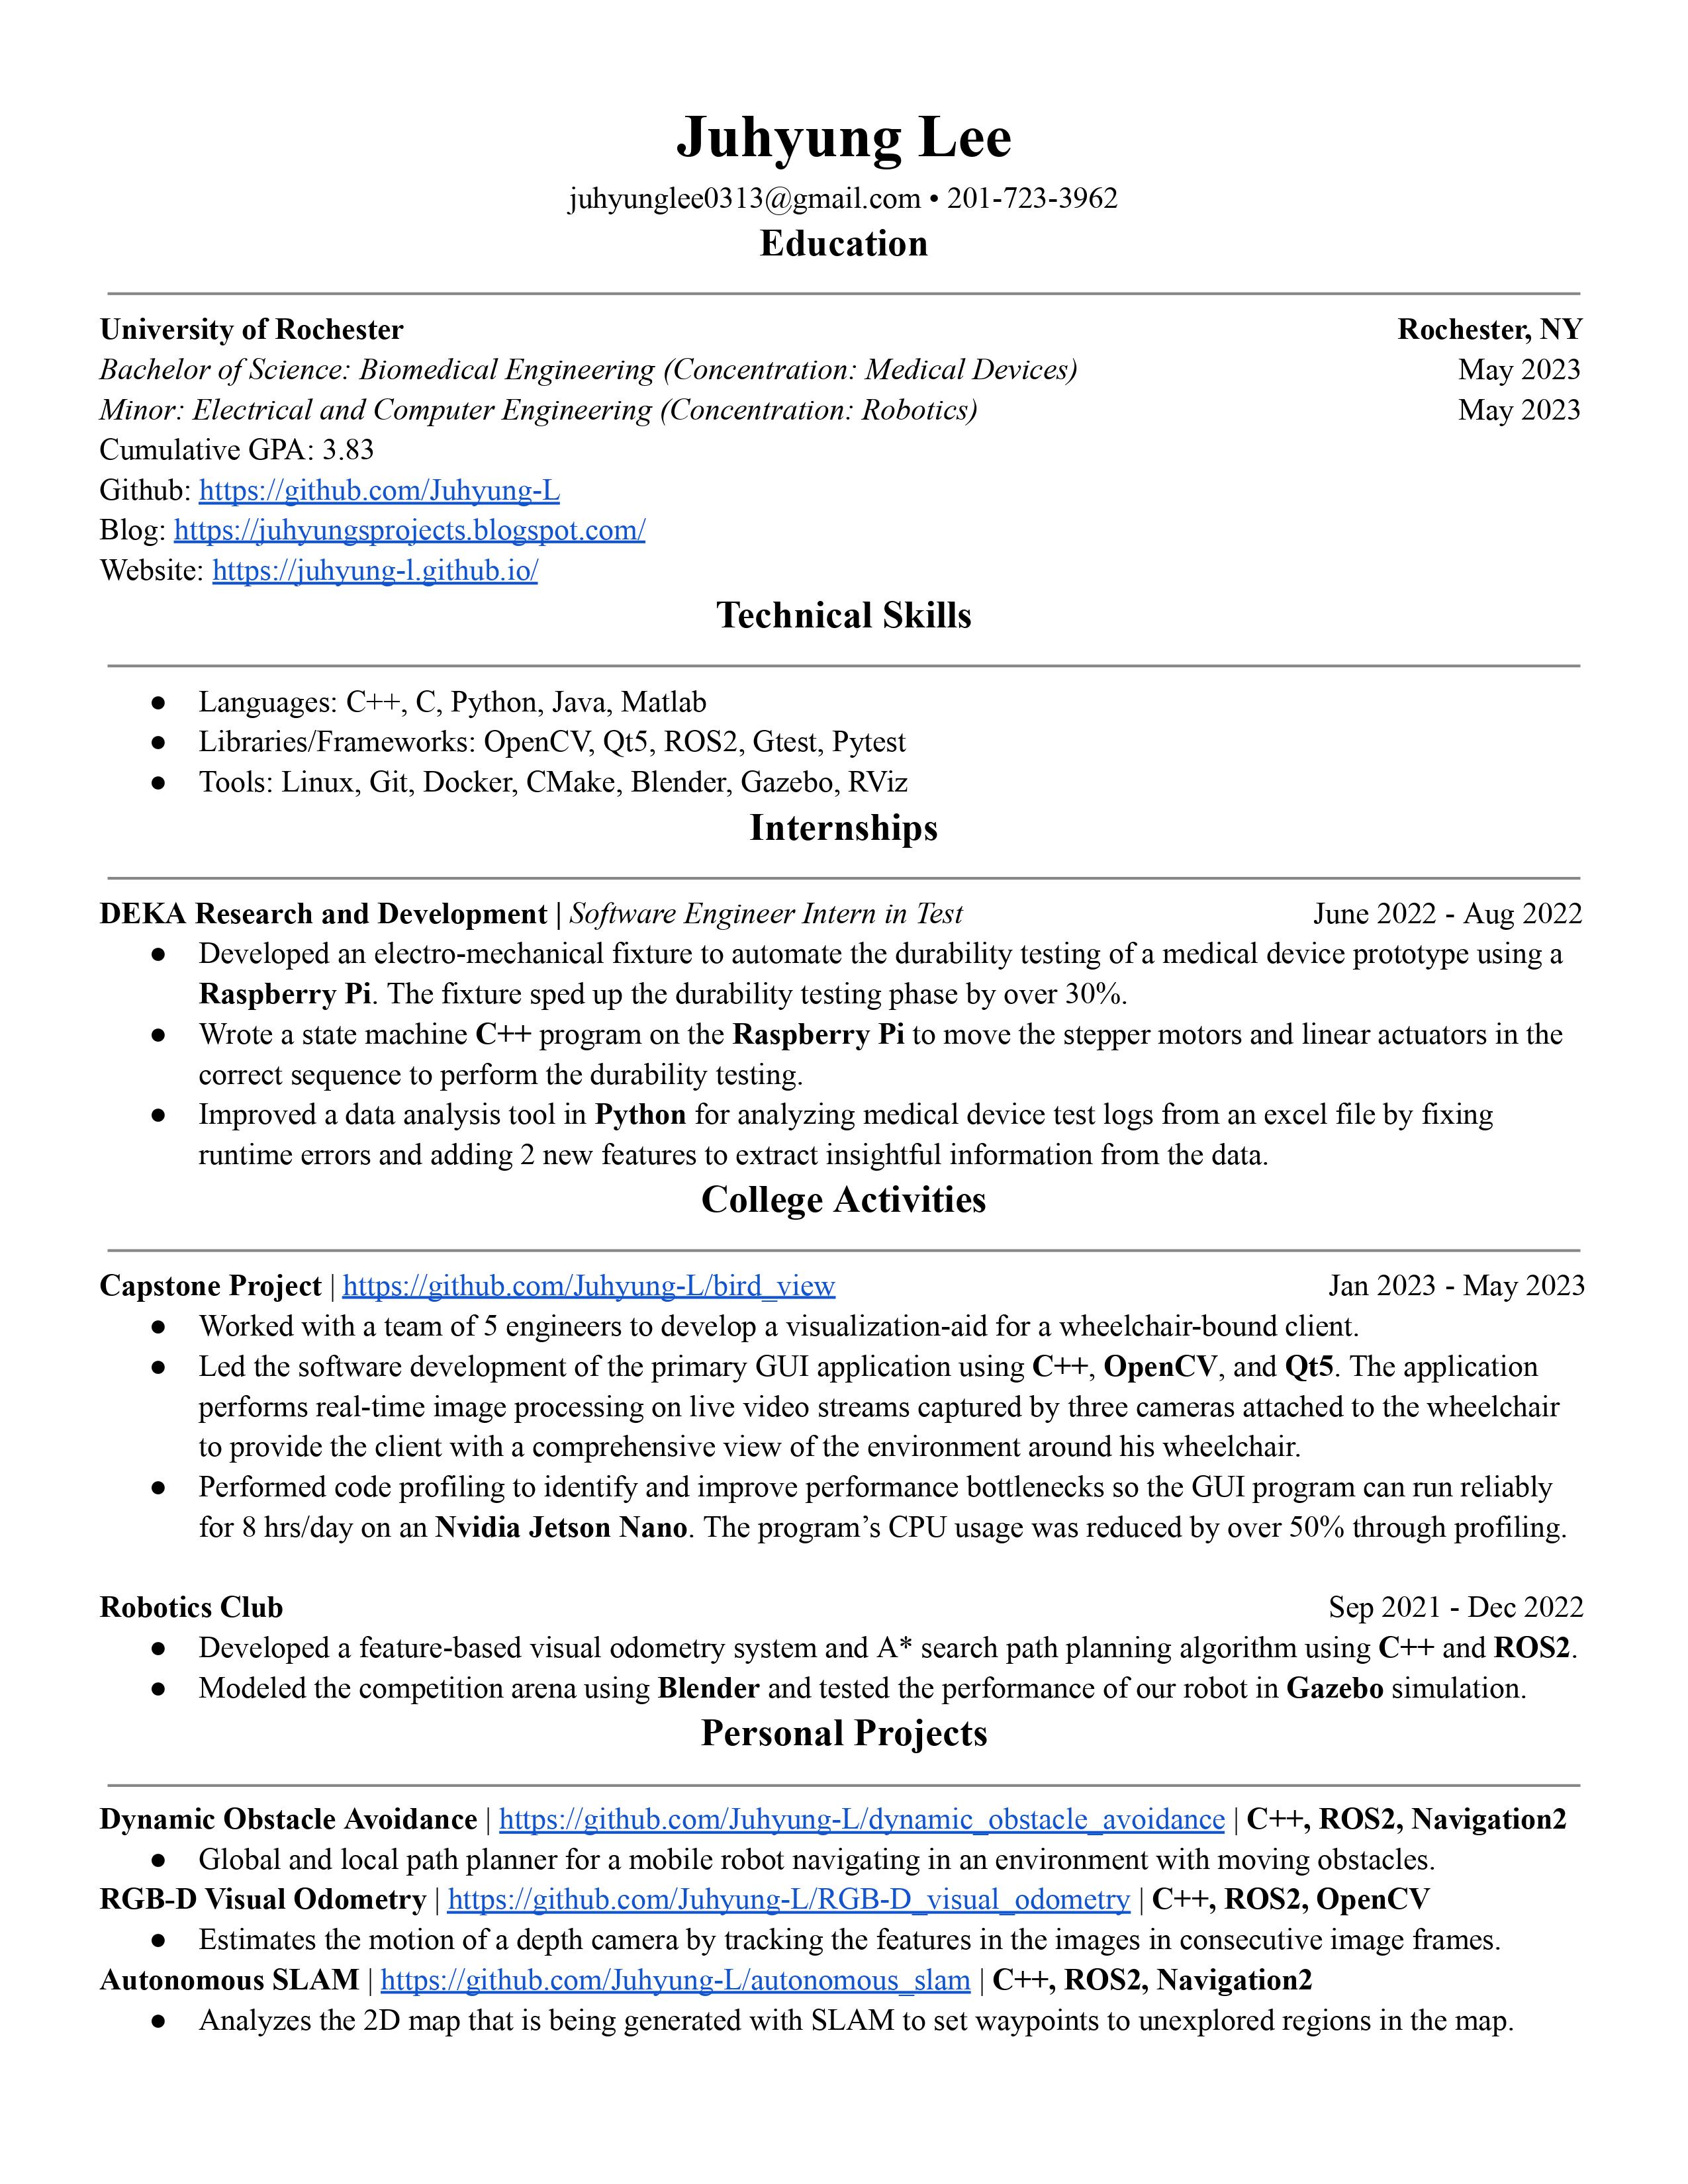 Juhyung Lee
juhyunglee0313@gmail.com • 201-723-3962
Education
University of Rochester Rochester, NY
Bachelor of Science: Biomedical Engineering (Concentration: Medical Devices) May 2023
Minor: Electrical and Computer Engineering (Concentration: Robotics) May 2023
Cumulative GPA: 3.83
Github: https://github.com/Juhyung-L
Blog: https://juhyungsprojects.blogspot.com/
Website: https://juhyung-l.github.io/
Technical Skills
● Languages: C++, C, Python, Java, Matlab
● Libraries/Frameworks: OpenCV, Qt5, ROS2, Gtest, Pytest
● Tools: Linux, Git, Docker, CMake, Blender, Gazebo, RViz
Internships
DEKA Research and Development | Software Engineer Intern in Test June 2022 - Aug 2022
● Developed an electro-mechanical fixture to automate the durability testing of a medical device prototype using a
Raspberry Pi. The fixture sped up the durability testing phase by over 30%.
● Wrote a state machine C++ program on the Raspberry Pi to move the stepper motors and linear actuators in the
correct sequence to perform the durability testing.
● Improved a data analysis tool in Python for analyzing medical device test logs from an excel file by fixing
runtime errors and adding 2 new features to extract insightful information from the data.
College Activities
Capstone Project | https://github.com/Juhyung-L/bird_view Jan 2023 - May 2023
● Worked with a team of 5 engineers to develop a visualization-aid for a wheelchair-bound client.
● Led the software development of the primary GUI application using C++, OpenCV, and Qt5. The application
performs real-time image processing on live video streams captured by three cameras attached to the wheelchair
to provide the client with a comprehensive view of the environment around his wheelchair.
● Performed code profiling to identify and improve performance bottlenecks so the GUI program can run reliably
for 8 hrs/day on an Nvidia Jetson Nano. The program’s CPU usage was reduced by over 50% through profiling.
Robotics Club Sep 2021 - Dec 2022
● Developed a feature-based visual odometry system and A* search path planning algorithm using C++ and ROS2.
● Modeled the competition arena using Blender and tested the performance of our robot in Gazebo simulation.
Personal Projects
Dynamic Obstacle Avoidance | https://github.com/Juhyung-L/dynamic_obstacle_avoidance | C++, ROS2, Navigation2
● Global and local path planner for a mobile robot navigating in an environment with moving obstacles.
RGB-D Visual Odometry | https://github.com/Juhyung-L/RGB-D_visual_odometry | C++, ROS2, OpenCV
● Estimates the motion of a depth camera by tracking the features in the images in consecutive image frames.
Autonomous SLAM | https://github.com/Juhyung-L/autonomous_slam | C++, ROS2, Navigation2
● Analyzes the 2D map that is being generated with SLAM to set waypoints to unexplored regions in the map.